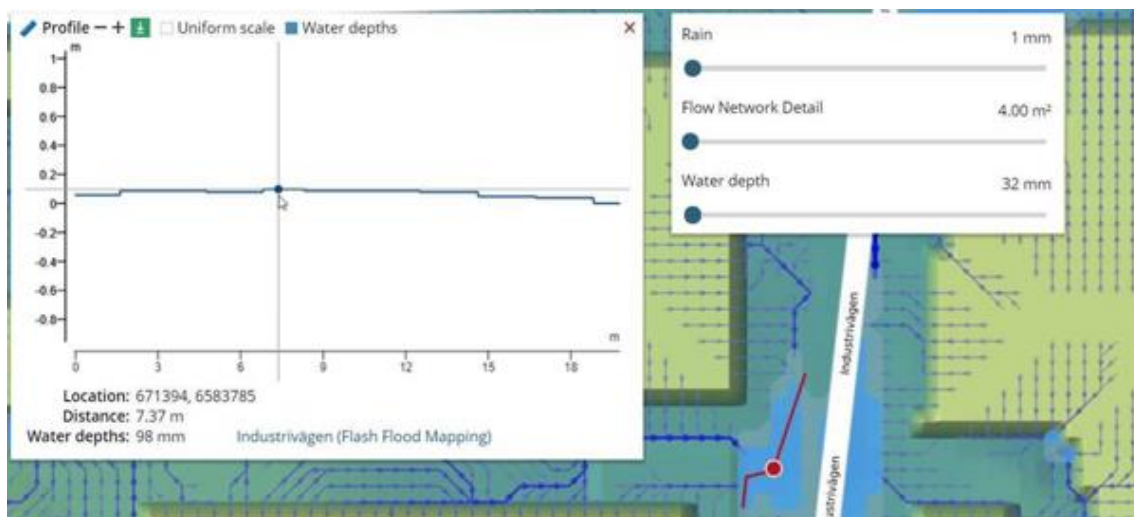 Profile − + Uniform scale Water depths ×
m
1
0.8
0.6
0.4
0.2
0
-0.2
-0.4
-0.6
-0.8
m
0 3 6 9 12 15 18
Location: 671394, 6583785
Distance: 7.37 m
Water depths: 98 mm Industrivägen (Flash Flood Mapping)
Rain 1 mm
Flow Network Detail 4.00 m²
Water depth 32 mm
Industrivägen
ustrivägen